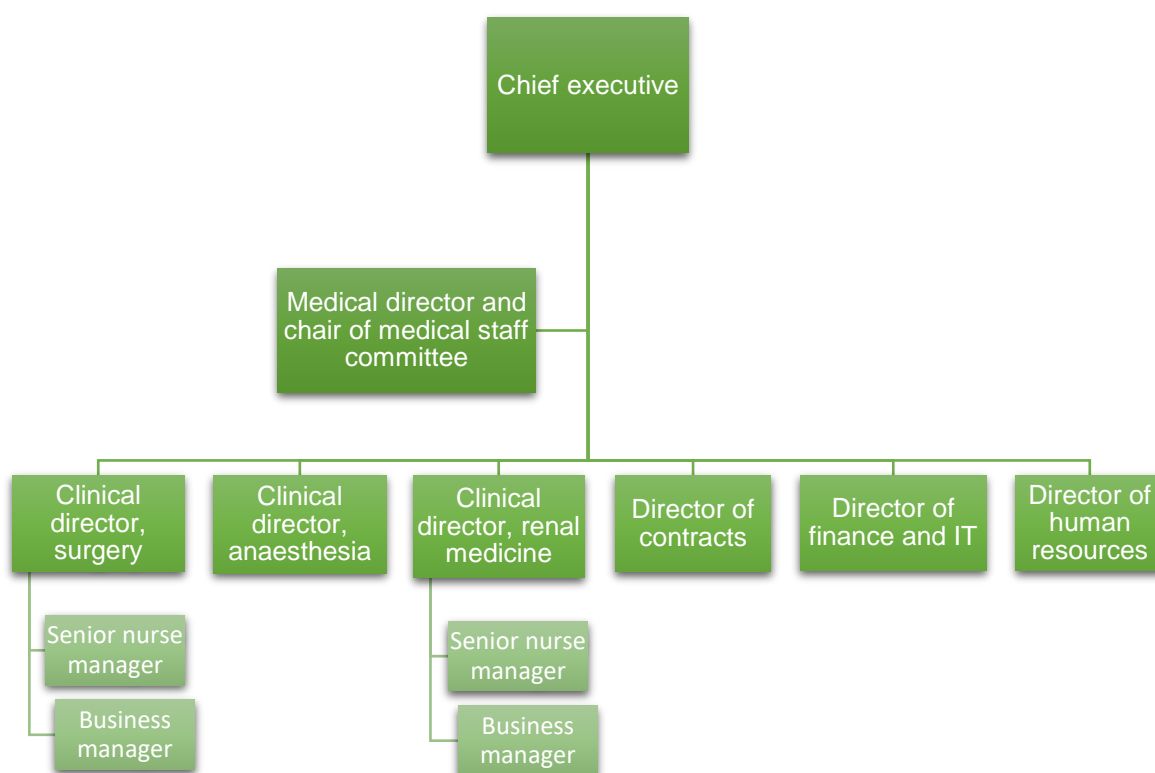 Chief executive
Medical director and
chair of medical staff
committee
Clinical
director,
surgery
Clinical
director,
anaesthesia
Clinical
director, renal
medicine
Director of
contracts
Director of
finance and IT
Director of
human
resources
Senior nurse
manager
Business
manager
Senior nurse
manager
Business
manager